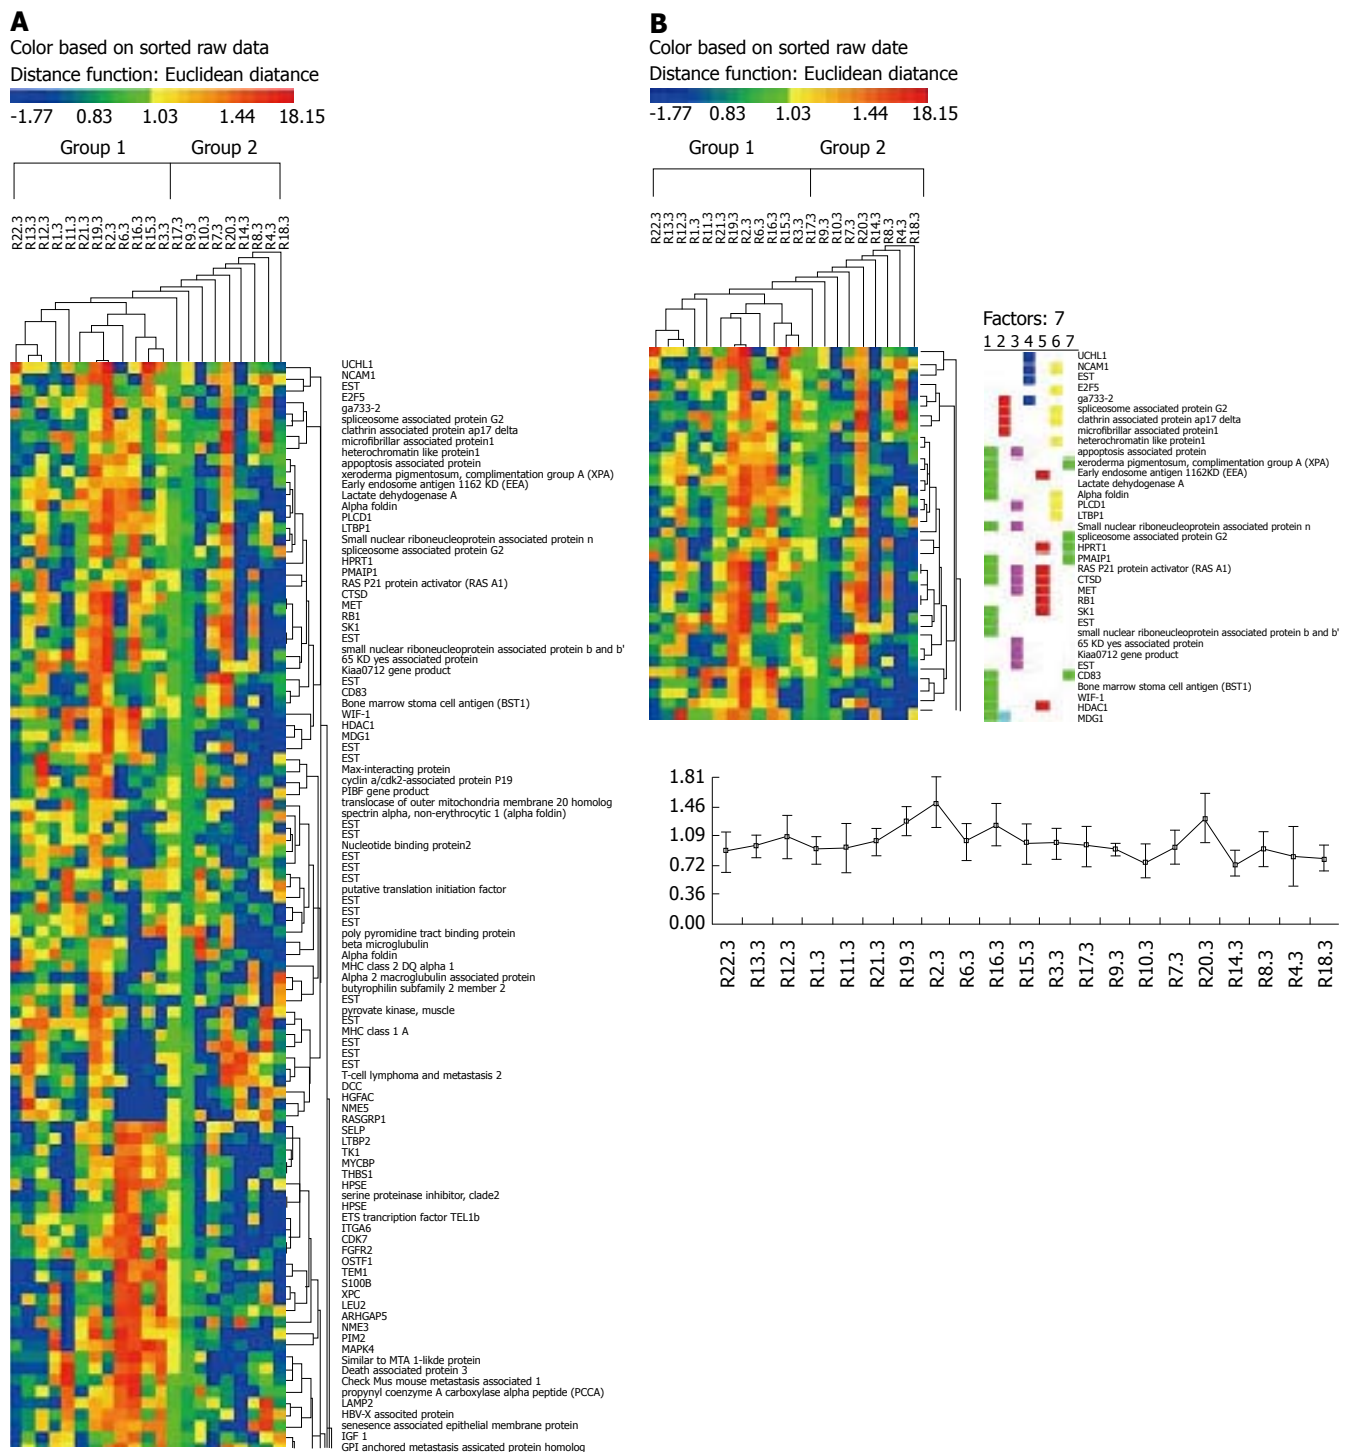 A
Color based on sorted raw data
Distance function: Euclidean diatance
-1.77 0.83 1.03 1.44 18.15
Group 1 Group 2
R22.3 R13.3 R12.3 R1.3 R11.3 R21.3 R19.3 R2.3 R6.3 R16.3 R15.3 R3.3 R17.3 R9.3 R10.3 R7.3 R20.3 R14.3 R8.3 R4.3 R18.3
UCHL1
NCAM1
EST
E2F5
ga733-2
spliceosome associated protein G2
clathrin associated protein ap17 delta
microfibrillar associated protein1
heterochromatin like protein1
appoptosis associated protein
xeroderma pigmentosum, complimentation group A (XPA)
Early endosome antigen 1162 KD (EEA)
Lactate dehydogenase A
Alpha foldin
PLCD1
LTBP1
Small nuclear riboneucleoprotein associated protein n
spliceosome associated protein G2
HPRT1
PMAIP1
RAS P21 protein activator (RAS A1)
CTSD
MET
RB1
SK1
EST
small nuclear riboneucleoprotein associated protein b and b'
65 KD yes associated protein
Kiaa0712 gene product
EST
CD83
Bone marrow stoma cell antigen (BST1)
WIF-1
HDAC1
MDG1
EST
EST
Max-interacting protein
cyclin a/cdk2-associated protein P19
PIBF gene product
translocase of outer mitochondria membrane 20 homolog
spectrin alpha, non-erythrocytic 1 (alpha foldin)
EST
EST
Nucleotide binding protein2
EST
EST
EST
putative translation initiation factor
EST
EST
EST
poly pyromidine tract binding protein
beta microglubulin
Alpha foldin
MHC class 2 DQ alpha 1
Alpha 2 macroglubulin associated protein
butyrophilin subfamily 2 member 2
EST
pyrovate kinase, muscle
EST
MHC class 1 A
EST
EST
EST
T-cell lymphoma and metastasis 2
DCC
HGFAC
NME5
RASGRP1
SELP
LTBP2
TK1
MYCBP
THBS1
HPSE
serine proteinase inhibitor, clade2
HPSE
ETS trancription factor TEL1b
ITGA6
CDK7
FGFR2
OSTF1
TEM1
S100B
XPC
LEU2
ARHGAP5
NME3
PIM2
MAPK4
Similar to MTA 1-likde protein
Death associated protein 3
Check Mus mouse metastasis associated 1
propynyl coenzyme A carboxylase alpha peptide (PCCA)
LAMP2
HBV-X associted protein
senesence associated epithelial membrane protein
IGF 1
GPI anchored metastasis assicated protein homolog
B
Color based on sorted raw date
Distance function: Euclidean diatance
-1.77 0.83 1.03 1.44 18.15
Group 1 Group 2
R22.3 R13.3 R12.3 R1.3 R11.3 R21.3 R19.3 R2.3 R6.3 R16.3 R15.3 R3.3 R17.3 R9.3 R10.3 R7.3 R20.3 R14.3 R8.3 R4.3 R18.3
Factors: 7
1 2 3 4 5 6 7
UCHL1
NCAM1
EST
E2F5
ga733-2
spliceosome associated protein G2
clathrin associated protein ap17 delta
microfibrillar associated protein1
heterochromatin like protein1
appoptosis associated protein
xeroderma pigmentosum, complimentation group A (XPA)
Early endosome antigen 1162KD (EEA)
Lactate dehydogenase A
Alpha foldin
PLCD1
LTBP1
Small nuclear riboneucleoprotein associated protein n
spliceosome associated protein G2
HPRT1
PMAIP1
RAS P21 protein activator (RAS A1)
CTSD
MET
RB1
SK1
EST
small nuclear riboneucleoprotein associated protein b and b'
65 KD yes associated protein
Kiaa0712 gene product
EST
CD83
Bone marrow stoma cell antigen (BST1)
WIF-1
HDAC1
MDG1
1.81
1.46
1.09
0.72
0.36
0.00
R22.3 R13.3 R12.3 R1.3 R11.3 R21.3 R19.3 R2.3 R6.3 R16.3 R15.3 R3.3 R17.3 R9.3 R10.3 R7.3 R20.3 R14.3 R8.3 R4.3 R18.3